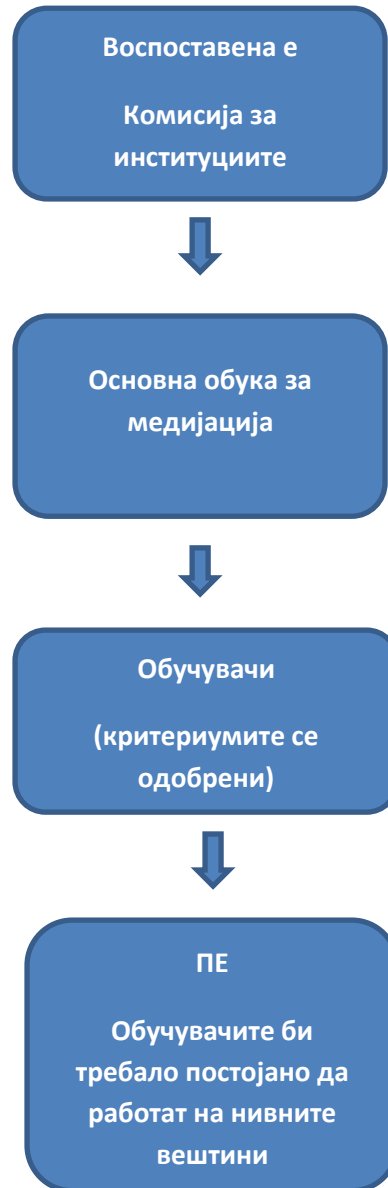 Воспоставена е
Комисија за
институциите
Основна обука за
медијација
Обучувачи
(критериумите се
одобрени)
ПЕ
Обучувачите би
требало постојано да
работат на нивните
вештини